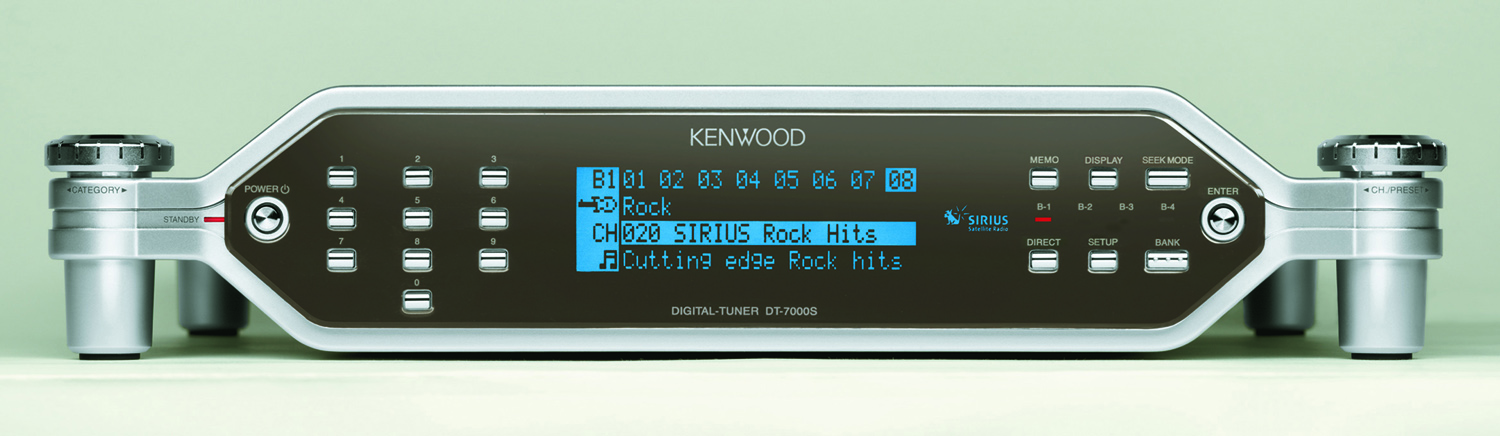 KENWOOD
1 2 3
MEMO DISPLAY SEEK MODE
B1 01 02 03 04 05 06 07 08
◄CATEGORY►
POWER
◄CH./PRESET►
ENTER
4 5 6
Rock
B-1 B-2 B-3 B-4
STANDBY
SIRIUS
Satellite Radio
CH 020 SIRIUS Rock Hits
7 8 9
DIRECT SETUP BANK
Cutting edge Rock hits
0
DIGITAL-TUNER DT-7000S